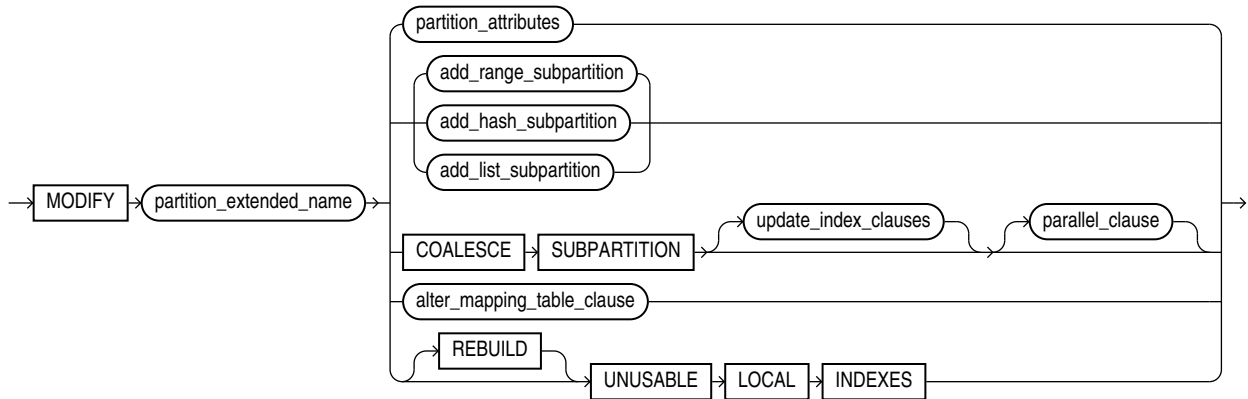 partition_attributes
add_range_subpartition
add_hash_subpartition
add_list_subpartition
MODIFY partition_extended_name
update_index_clauses parallel_clause
COALESCE SUBPARTITION
alter_mapping_table_clause
REBUILD
UNUSABLE LOCAL INDEXES